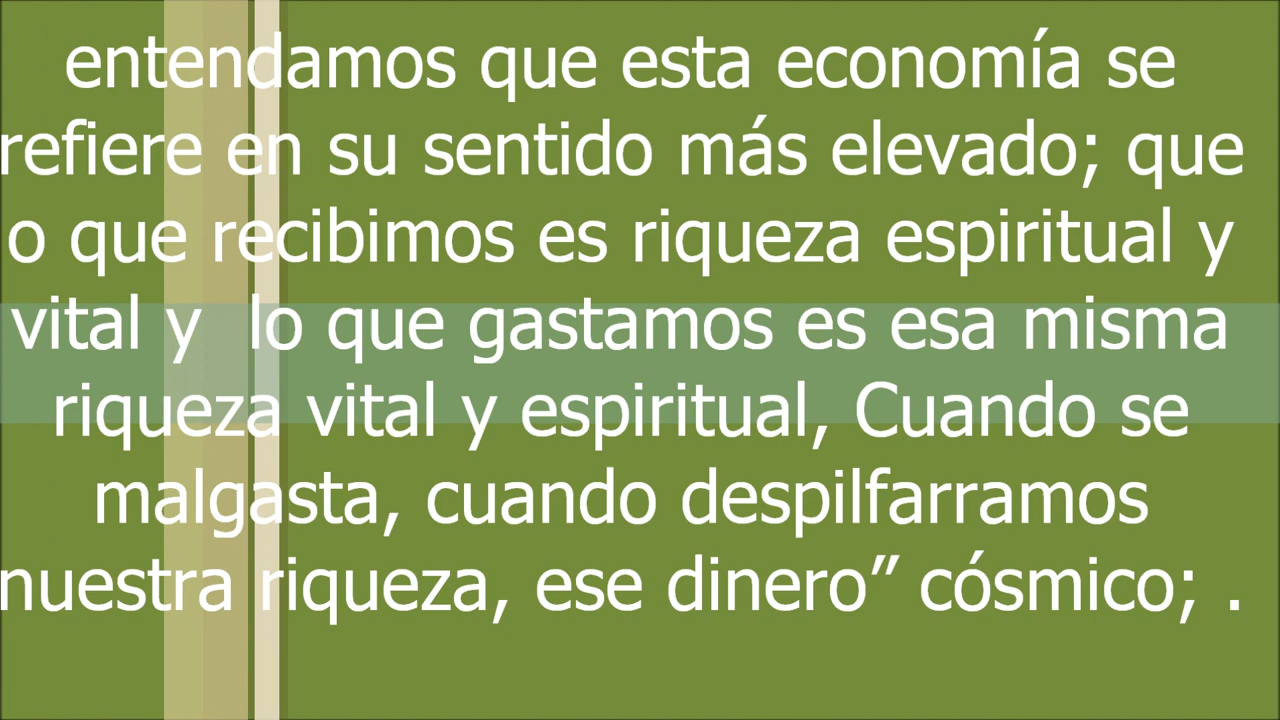 entendamos que esta economía se
refiere en su sentido más elevado; que
o que recibimos es riqueza espiritual y
vital y  lo que gastamos es esa misma
riqueza vital y espiritual, Cuando se
malgasta, cuando despilfarramos
nuestra riqueza, ese dinero” cósmico; .